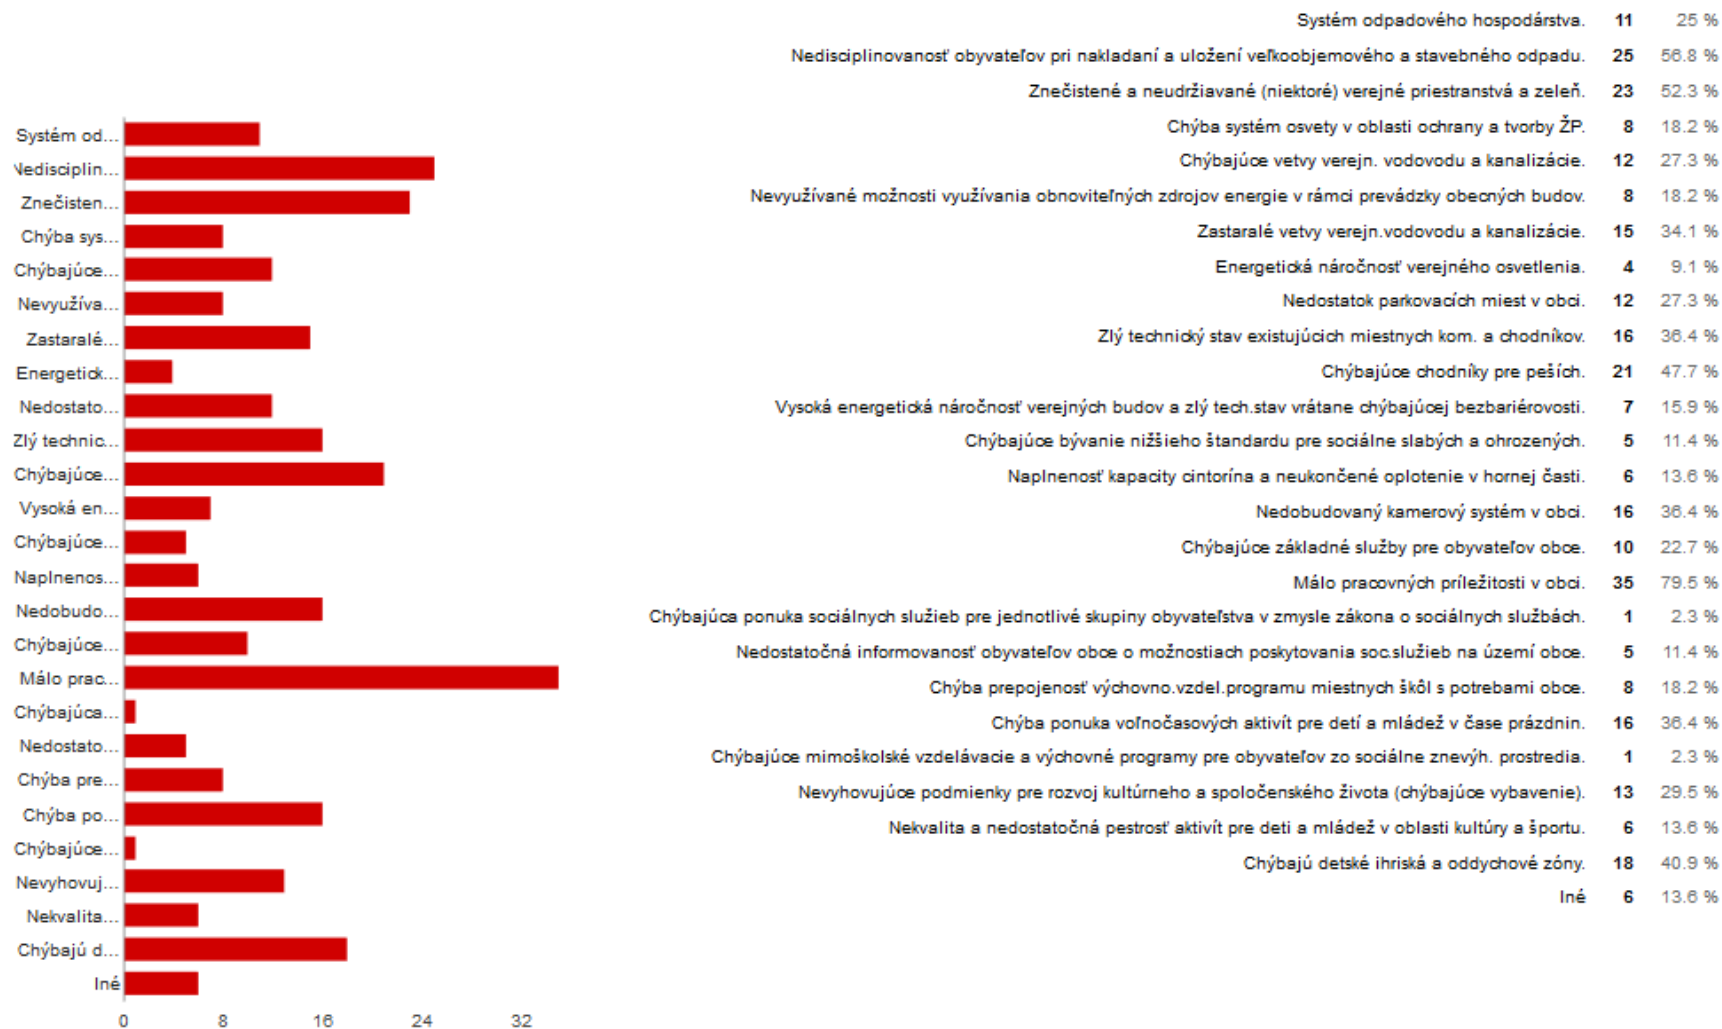 Systém odpadového hospodárstva. 11 25 %
Nedisciplinovanosť obyvateľov pri nakladaní a uložení veľkoobjemového a stavebného odpadu. 25 56.8 %
Znečistené a neudržiavané (niektoré) verejné priestranstvá a zeleň. 23 52.3 %
Chýba systém osvety v oblasti ochrany a tvorby ŽP. 8 18.2 %
Chýbajúce vetvy verejn. vodovodu a kanalizácie. 12 27.3 %
Nevyužívané možnosti využívania obnoviteľných zdrojov energie v rámci prevádzky obecných budov. 8 18.2 %
Zastaralé vetvy verejn.vodovodu a kanalizácie. 15 34.1 %
Energetická náročnosť verejného osvetlenia. 4 9.1 %
Nedostatok parkovacích miest v obci. 12 27.3 %
Zlý technický stav existujúcich miestnych kom. a chodníkov. 16 36.4 %
Chýbajúce chodníky pre peších. 21 47.7 %
Vysoká energetická náročnosť verejných budov a zlý tech.stav vrátane chýbajúcej bezbariérovosti. 7 15.9 %
Chýbajúce bývanie nižšieho štandardu pre sociálne slabých a ohrozených. 5 11.4 %
Naplnenosť kapacity cintorína a neukončené oplotenie v hornej časti. 6 13.6 %
Nedobudovaný kamerový systém v obci. 16 36.4 %
Chýbajúce základné služby pre obyvateľov obce. 10 22.7 %
Málo pracovných príležitosti v obci. 35 79.5 %
Chýbajúca ponuka sociálnych služieb pre jednotlivé skupiny obyvateľstva v zmysle zákona o sociálnych službách. 1 2.3 %
Nedostatočná informovanosť obyvateľov obce o možnostiach poskytovania soc.služieb na území obce. 5 11.4 %
Chýba prepojenosť výchovno.vzdel.programu miestnych škôl s potrebami obce. 8 18.2 %
Chýba ponuka voľnočasových aktivít pre detí a mládež v čase prázdnin. 16 36.4 %
Chýbajúce mimoškolské vzdelávacie a výchovné programy pre obyvateľov zo sociálne znevýh. prostredia. 1 2.3 %
Nevyhovujúce podmienky pre rozvoj kultúrneho a spoločenského života (chýbajúce vybavenie). 13 29.5 %
Nekvalita a nedostatočná pestrosť aktivít pre deti a mládež v oblasti kultúry a športu. 6 13.6 %
Chýbajú detské ihriská a oddychové zóny. 18 40.9 %
Iné 6 13.6 %
Systém od...
Nedisciplin...
Znečisten...
Chýba sys...
Chýbajúce...
Nevyužíva...
Zastaralé...
Energetick...
Nedostato...
Zlý technic...
Chýbajúce...
Vysoká en...
Chýbajúce...
Naplnenos...
Nedobudo...
Chýbajúce...
Málo prac...
Chýbajúca...
Nedostato...
Chýba pre...
Chýba po...
Chýbajúce...
Nevyhovuj...
Nekvalita...
Chýbajú d...
Iné
0 8 16 24 32